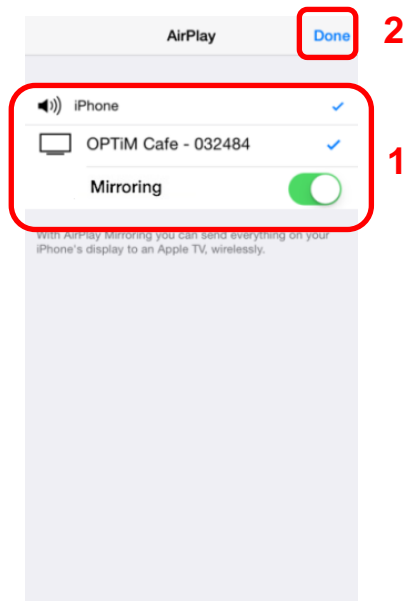 AirPlay
Done
2
iPhone
OPTiM Cafe - 032484
1
Mirroring
With AirPlay Mirroring you can send everything on your
iPhone's display to an Apple TV, wirelessly.